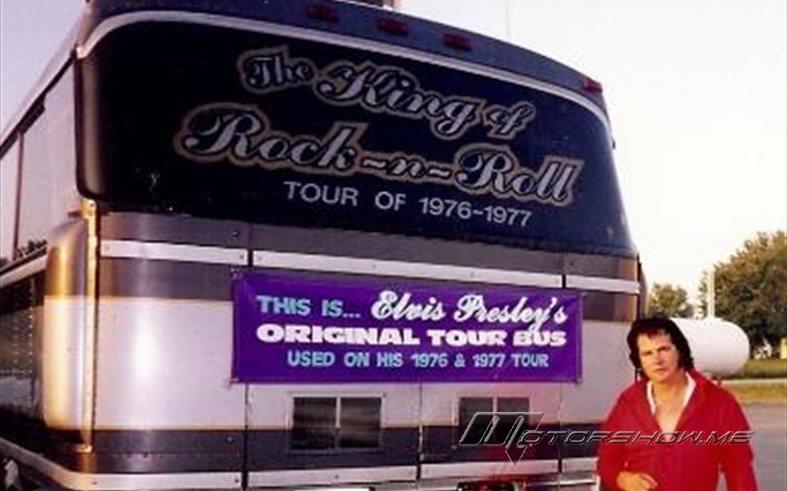 The King of
Rock-n-Roll
TOUR OF 1976-1977
THIS IS... Elvis Presley's
ORIGINAL TOUR BUS
USED ON HIS 1976 & 1977 TOUR
MOTORSHOW.ME